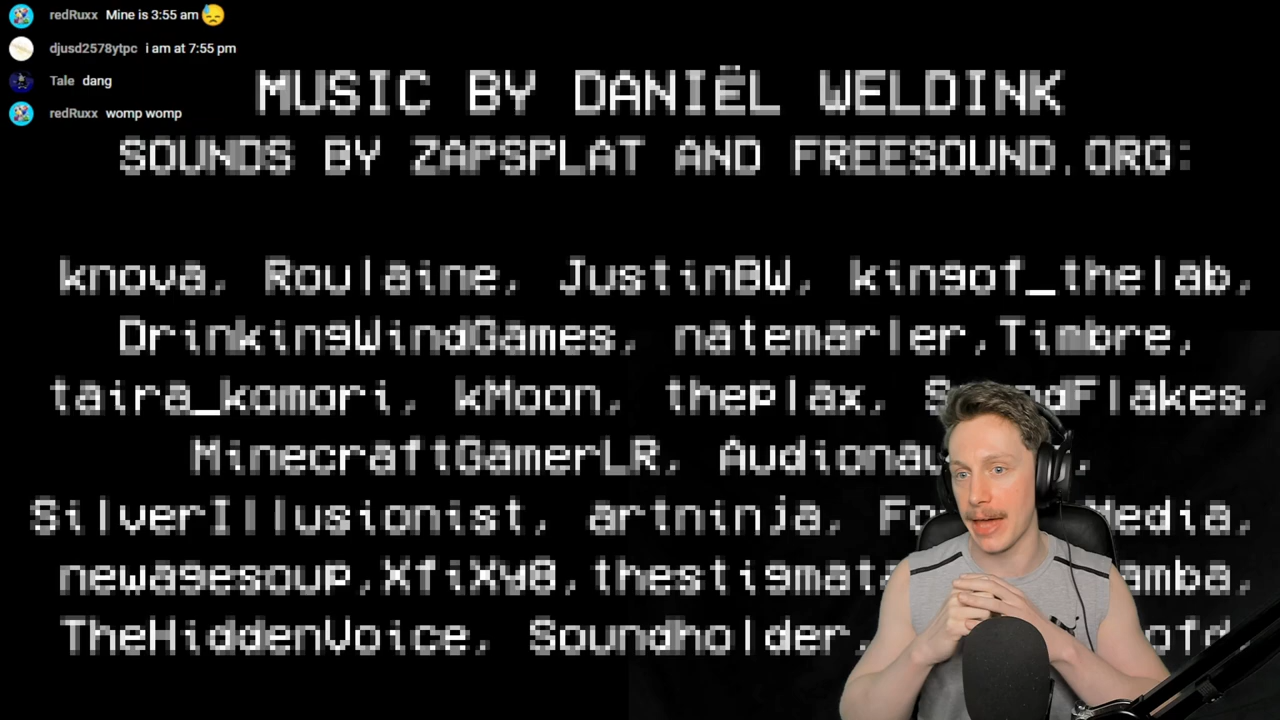 redRuxx Mine is 3:55 am
djusd2578ytpc i am at 7:55 pm
Tale dang
redRuxx womp womp
MUSIC BY DANIËL WELDINK
SOUNDS BY ZAPSPLAT AND FREESOUND.ORG:
knova, Roulaine, JustinBW, kingof_thelab,
DrinkingWindGames, natemarler,Timbre,
taira_komori, kMoon, theplax,
MinecraftGamerLR,
SilverIllusionist, artninja,
newagesoup,XfiXy8,
TheHiddenVoice, Soundholder,